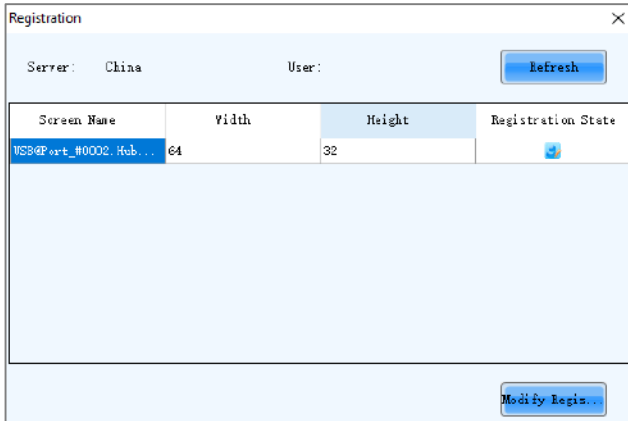 Registration
Server: China User: Refresh
Screen Name Width Height Registration State
USB@Port_#0002.Hub... 64 32
Modify Regis...